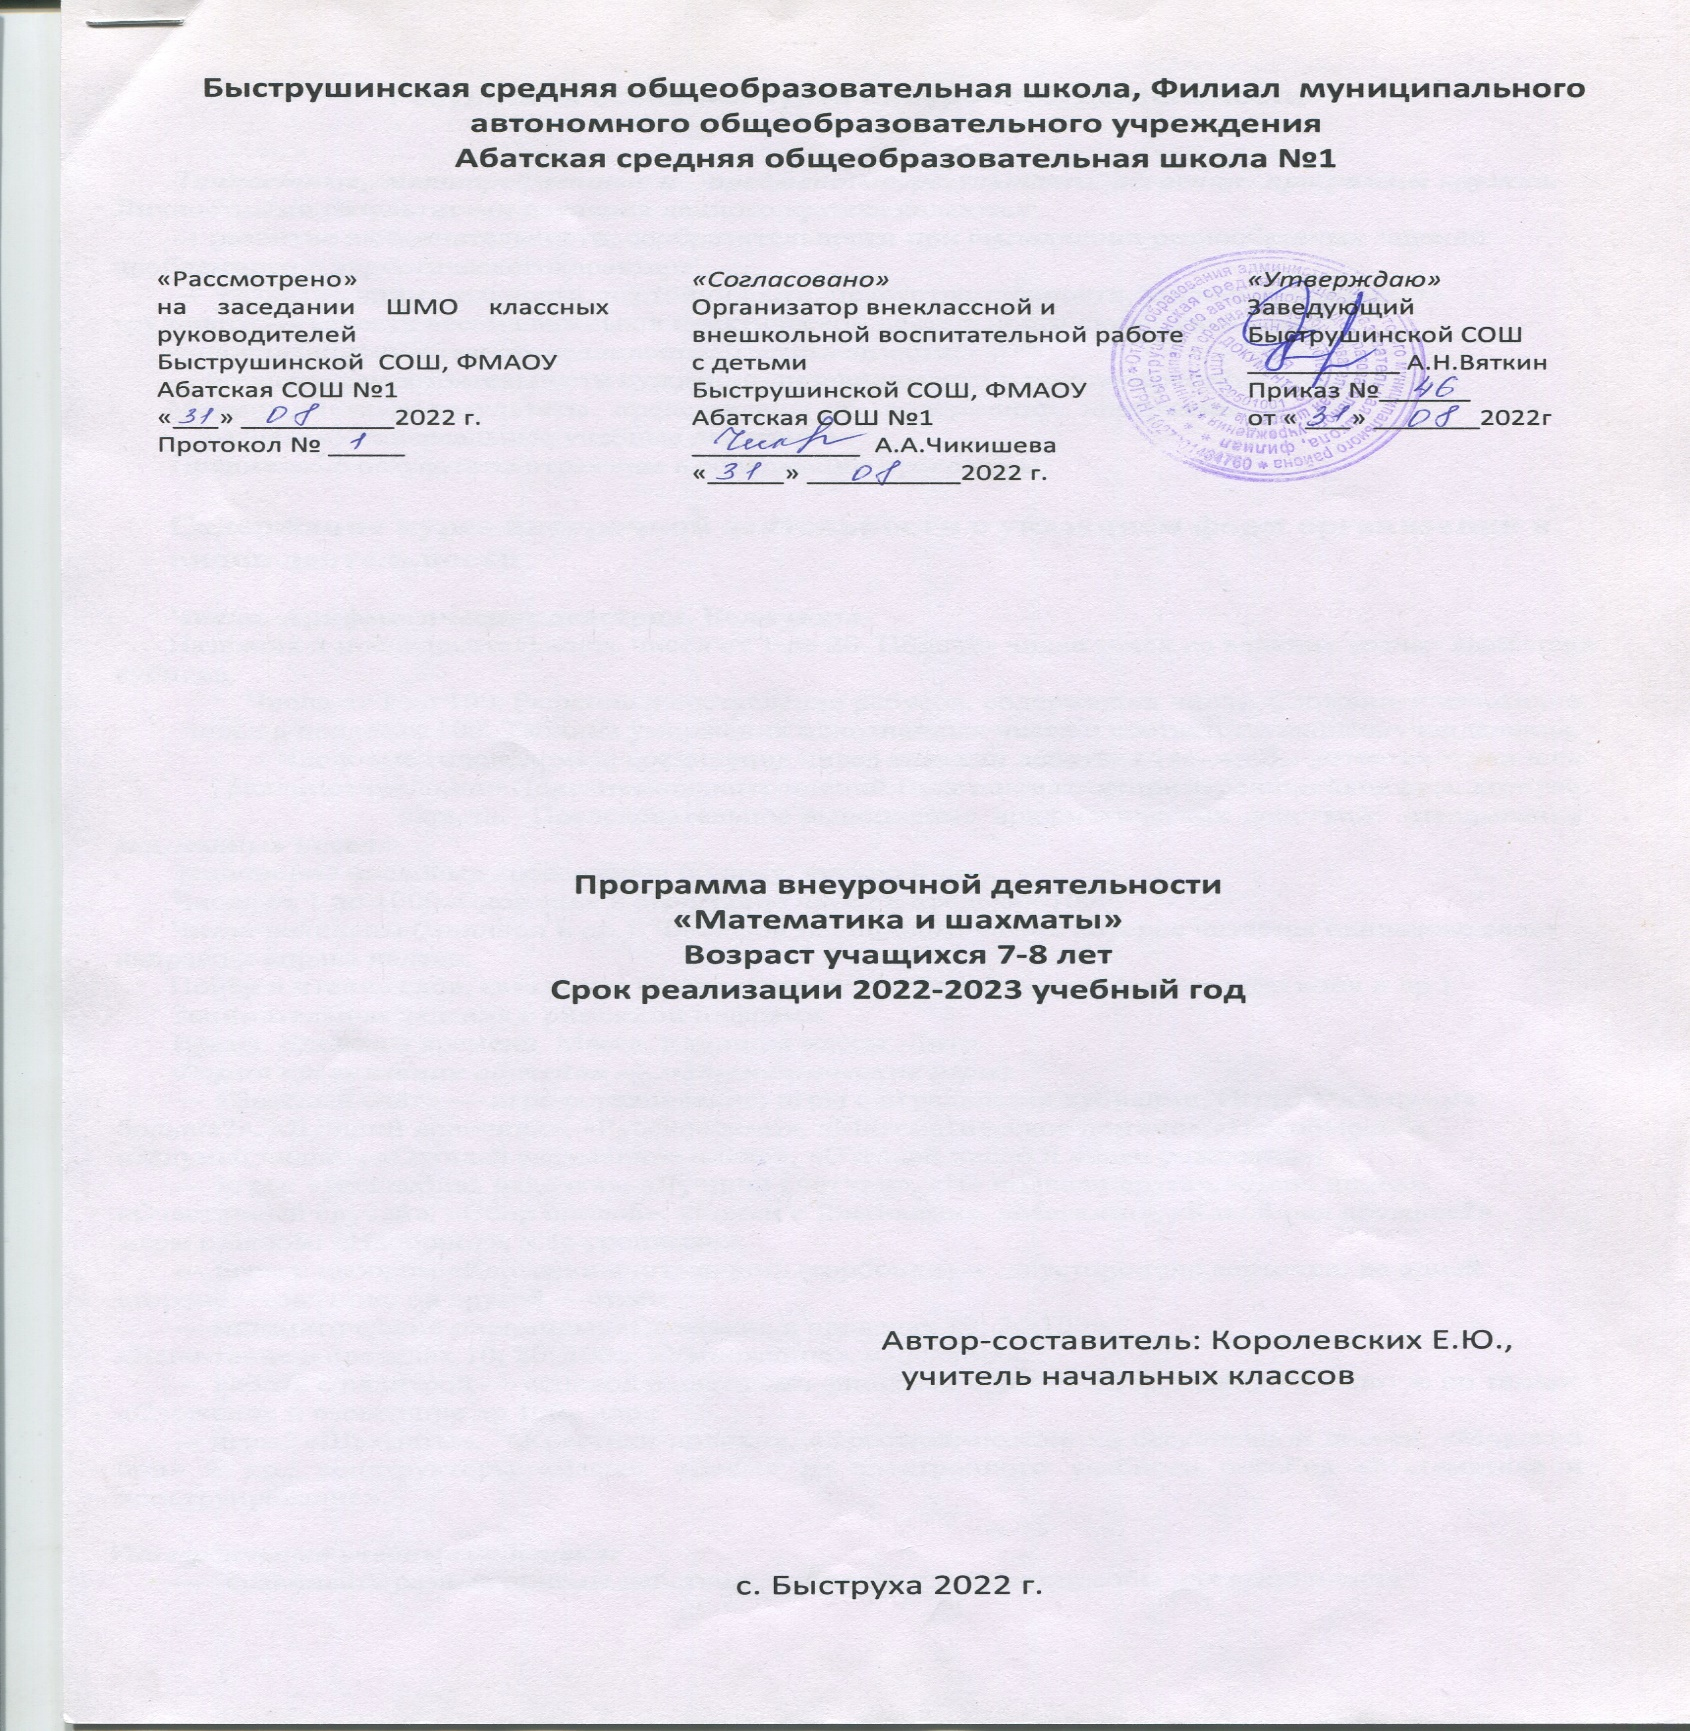 Быструшинская средняя общеобразовательная школа, Филиал муниципального
автономного общеобразовательного учреждения
Абатская средняя общеобразовательная школа №1
«Рассмотрено»
на заседании ШМО классных
руководителей
Быструшинской СОШ, ФМАОУ
Абатская СОШ №1
«31» 08 2022 г.
Протокол № 1
«Согласовано»
Организатор внеклассной и
внешкольной воспитательной работе
с детьми
Быструшинской СОШ, ФМАОУ
Абатская СОШ №1
А.А.Чикишева
«31» 08 2022 г.
«Утверждаю»
Заведующий
Быструшинской СОШ
А.Н.Вяткин
Приказ № 46
от «31» 08 2022г
Программа внеурочной деятельности
«Математика и шахматы»
Возраст учащихся 7-8 лет
Срок реализации 2022-2023 учебный год
Автор-составитель: Королевских Е.Ю.,
учитель начальных классов
с. Быструха 2022 г.